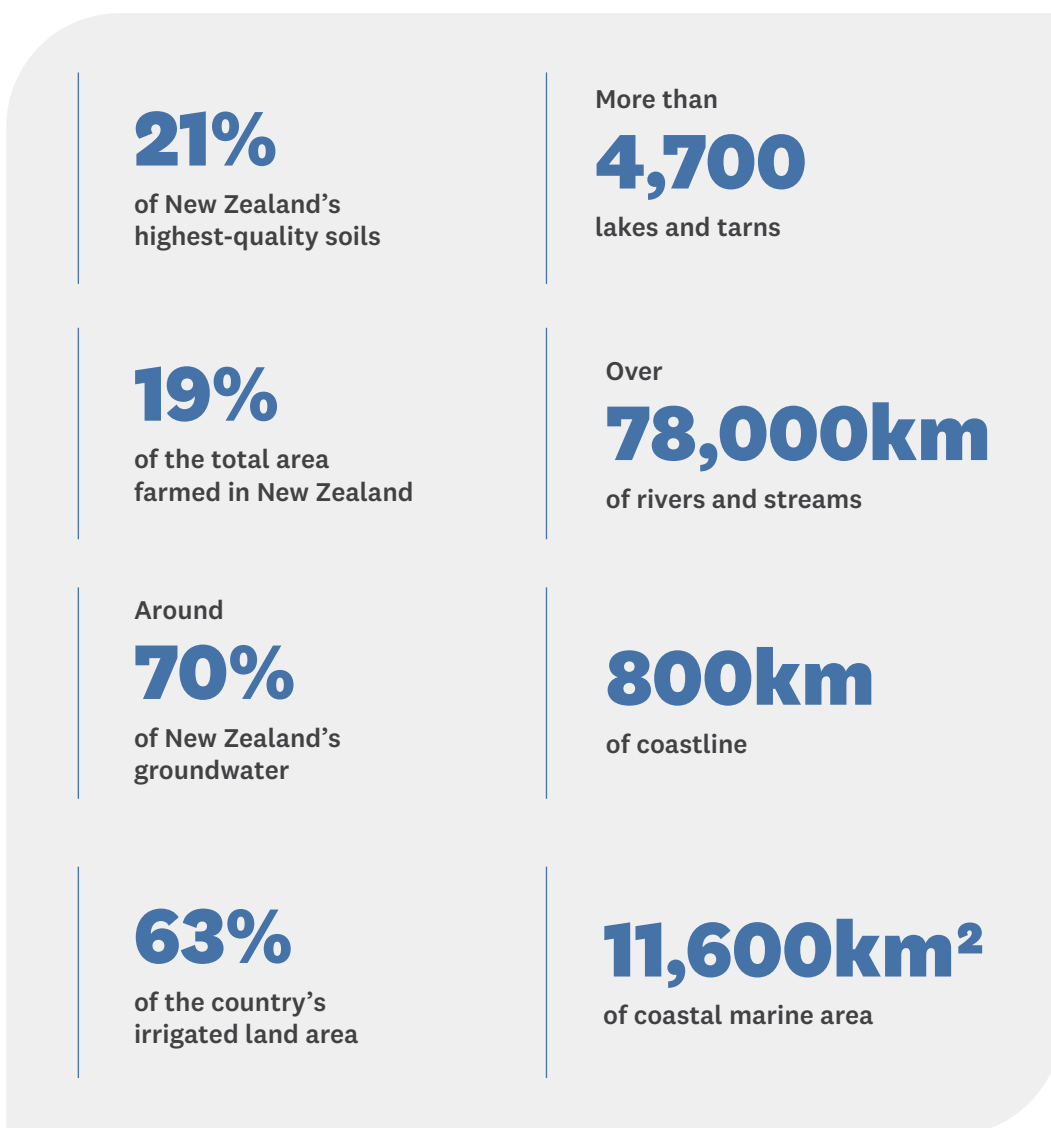 21%
of New Zealand’s
highest-quality soils
19%
of the total area
farmed in New Zealand
Around
70%
of New Zealand’s
groundwater
63%
of the country’s
irrigated land area
More than
4,700
lakes and tarns
Over
78,000km
of rivers and streams
800km
of coastline
11,600km²
of coastal marine area